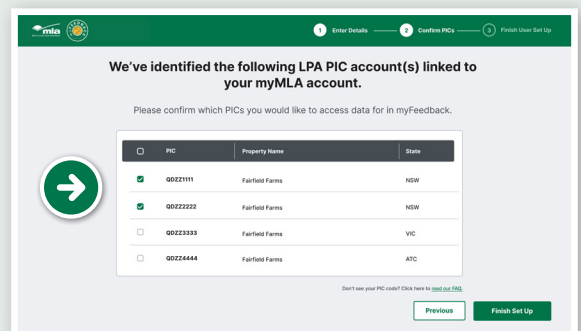 mla
1 Enter Details 2 Confirm PICs 3 Finish User Set Up
We've identified the following LPA PIC account(s) linked to
your myMLA account.
Please confirm which PICs you would like to access data for in myFeedback.
PIC Property Name State
QDZZ1111 Fairfield Farms NSW
QDZZ2222 Fairfield Farms NSW
QDZZ3333 Fairfield Farms VIC
QDZZ4444 Fairfield Farms ATC
Don't see your PIC code? Click here to read our FAQ.
Previous Finish Set Up